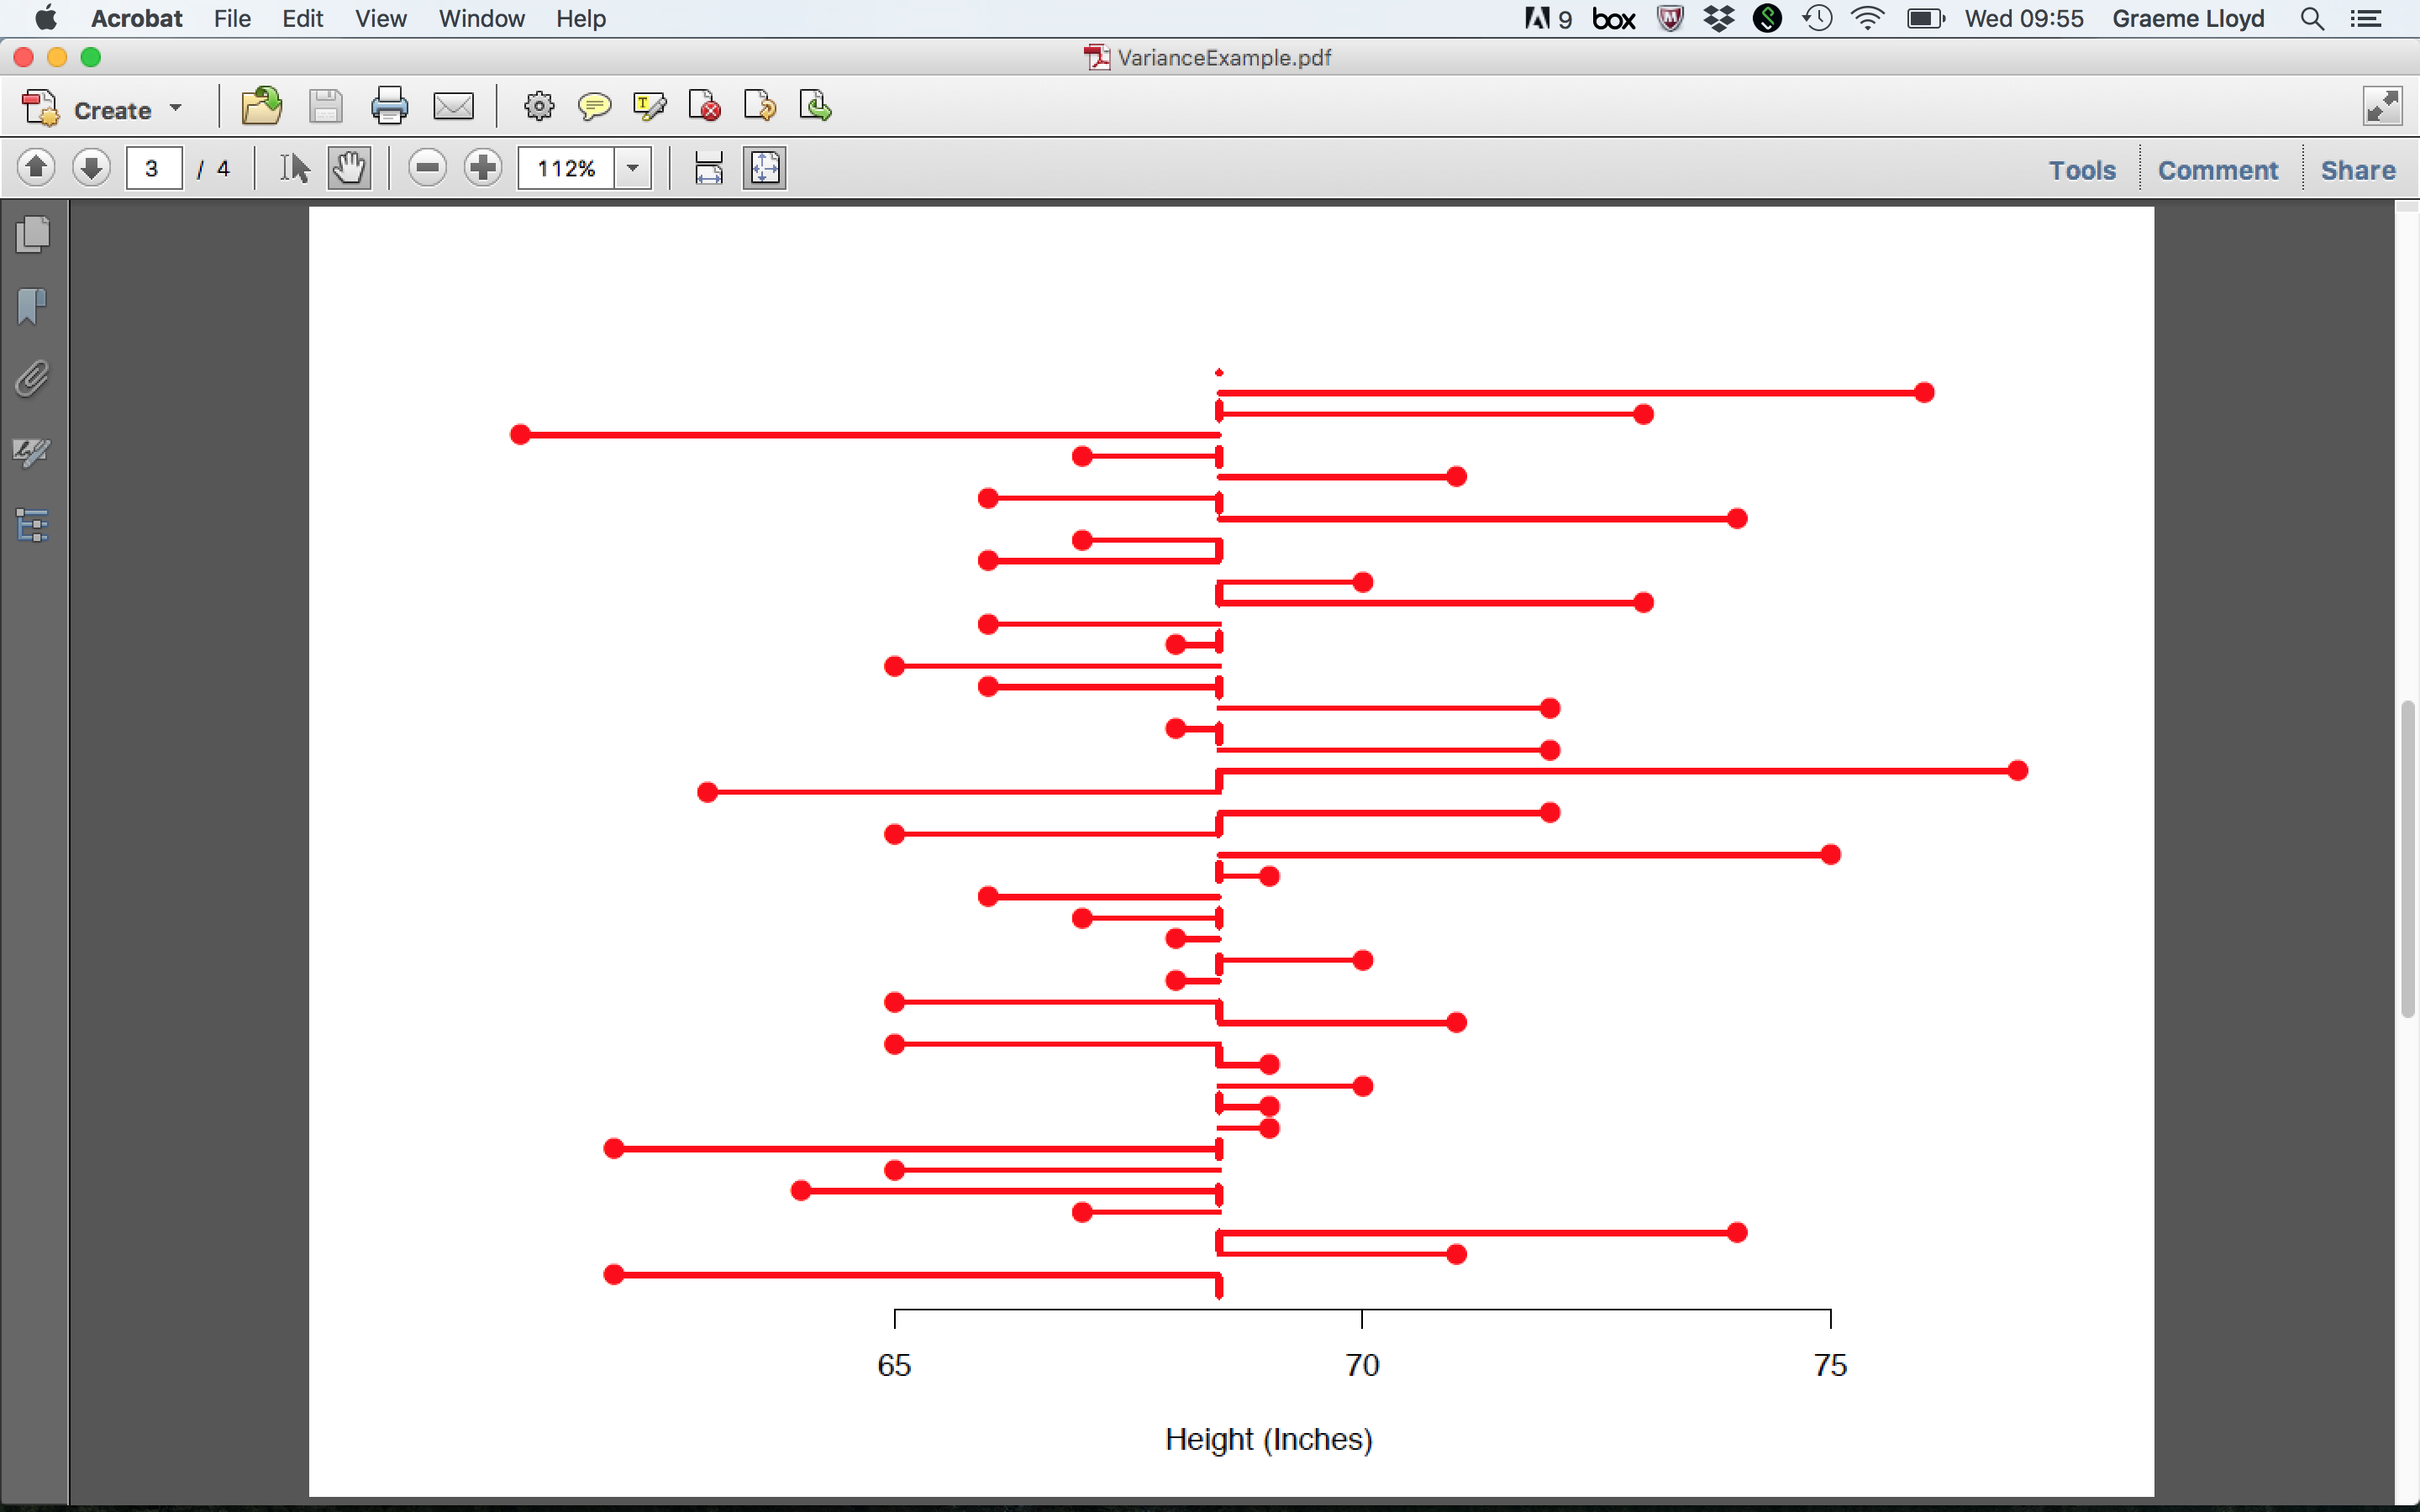 Acrobat File Edit View Window Help 9 box Wed 09:55 Graeme Lloyd
VarianceExample.pdf
Create
3 / 4 112% Tools Comment Share
65 70 75
Height (Inches)